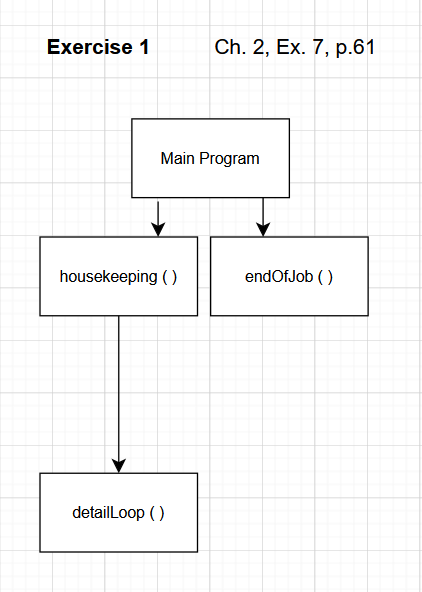 Exercise 1 Ch. 2, Ex. 7, p.61
Main Program
housekeeping ( ) endOfJob ( )
detailLoop ( )